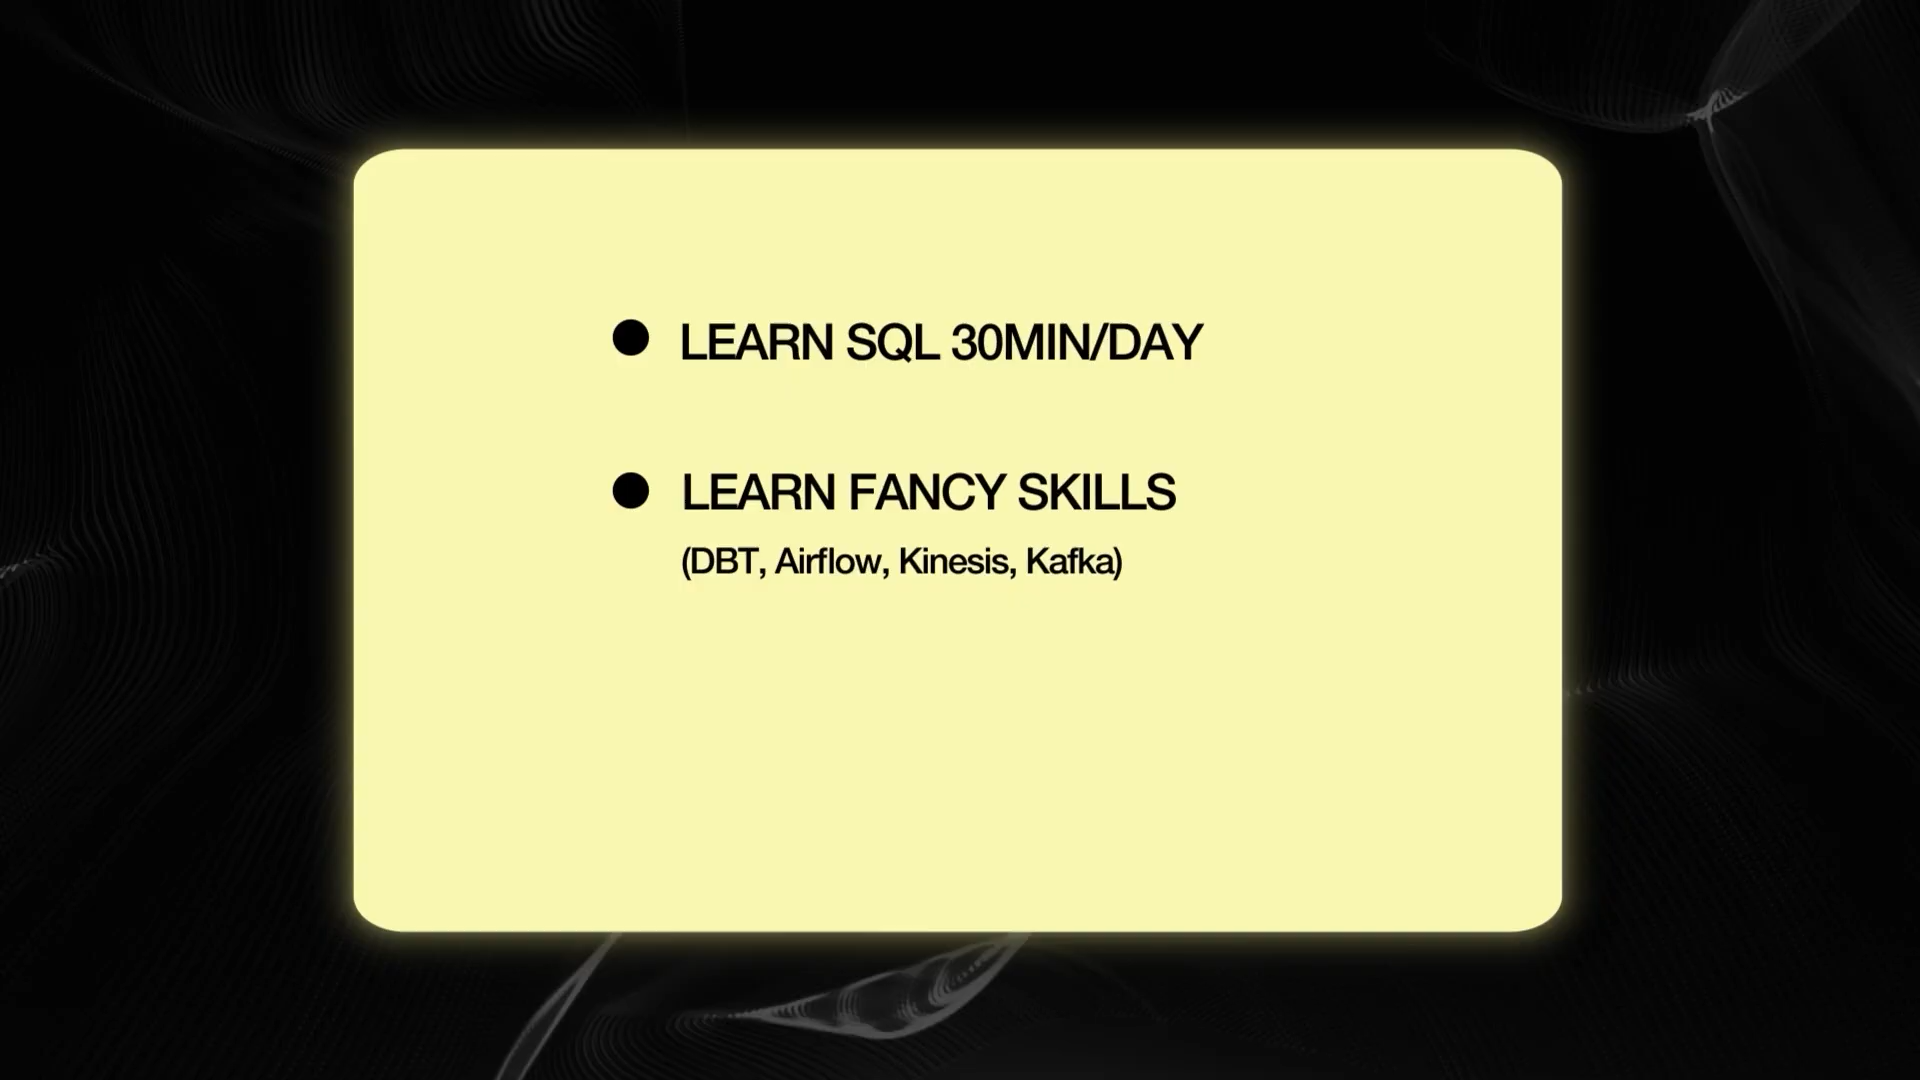 ● LEARN SQL 30MIN/DAY
● LEARN FANCY SKILLS
(DBT, Airflow, Kinesis, Kafka)